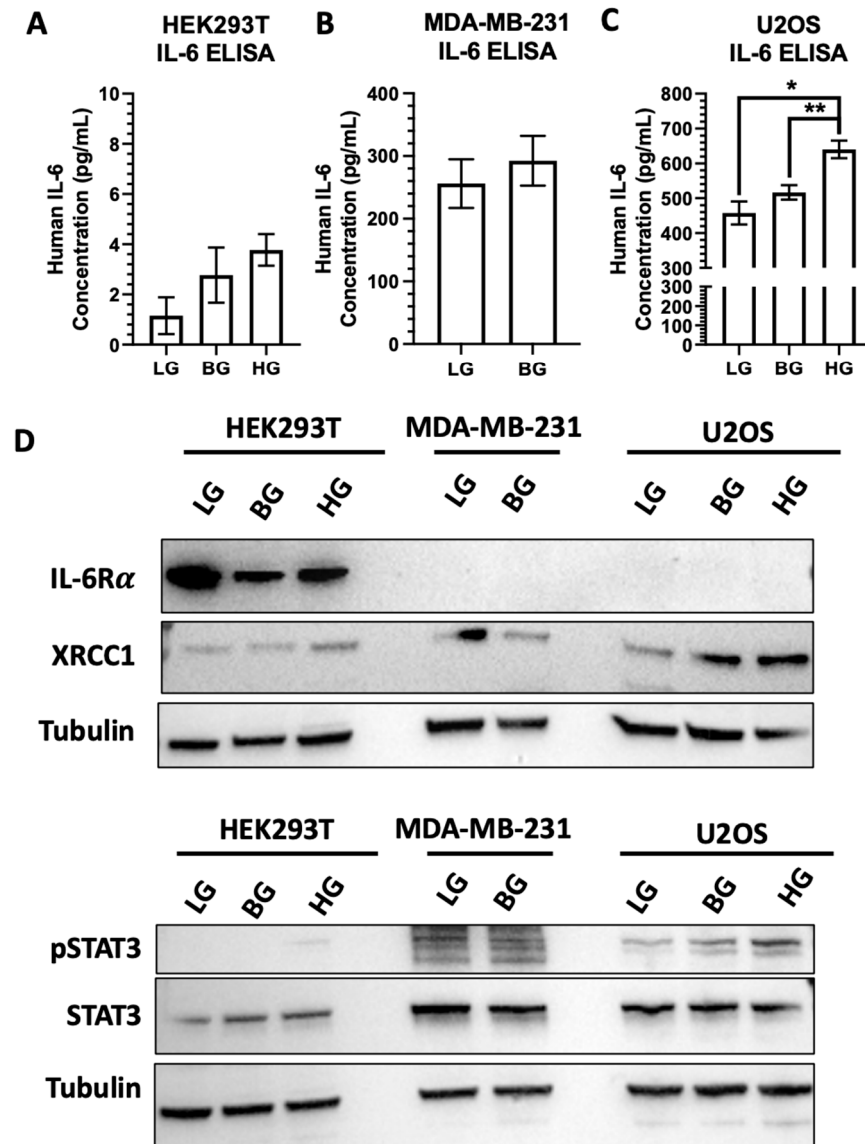 A
HEK293T
IL-6 ELISA
Human IL-6
Concentration (pg/mL)
10
8
6
4
2
0
LG BG HG
B
MDA-MB-231
IL-6 ELISA
Human IL-6
Concentration (pg/mL)
400
300
200
100
0
LG BG
C
U2OS
IL-6 ELISA
Human IL-6
Concentration (pg/mL)
800
700
600
500
400
300
300
200
100
0
*
**
LG BG HG
D
HEK293T MDA-MB-231 U2OS
LG BG HG LG BG LG BG HG
IL-6Rα
XRCC1
Tubulin
HEK293T MDA-MB-231 U2OS
LG BG HG LG BG LG BG HG
pSTAT3
STAT3
Tubulin